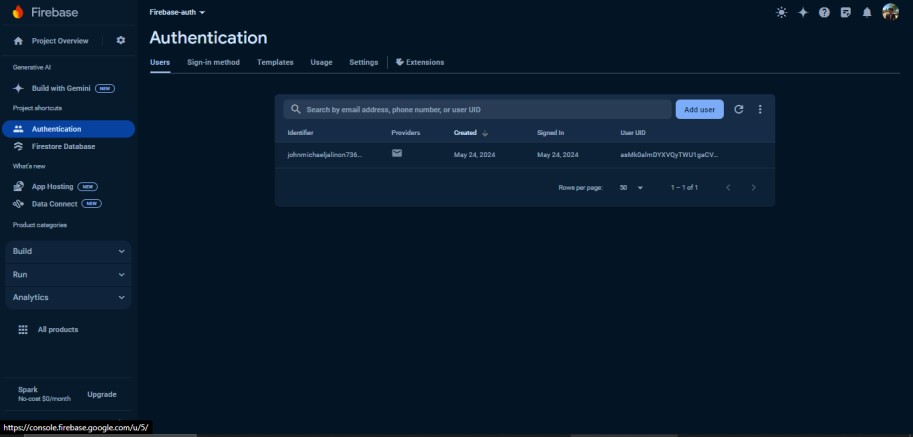 Firebase
Project Overview
Generative AI
Build with Gemini NEW
Project shortcuts
Authentication
Firestore Database
What's new
App Hosting NEW
Data Connect NEW
Product categories
Build
Run
Analytics
All products
Spark
No-cost $0/month
Upgrade
https://console.firebase.google.com/u/5/
Firebase-auth
Authentication
Users Sign-in method Templates Usage Settings Extensions
Search by email address, phone number, or user UID
Add user
Identifier Providers Created Signed In User UID
johnmichaeljalinon736... May 24, 2024 May 24, 2024
Rows per page: 50 1 – 1 of 1